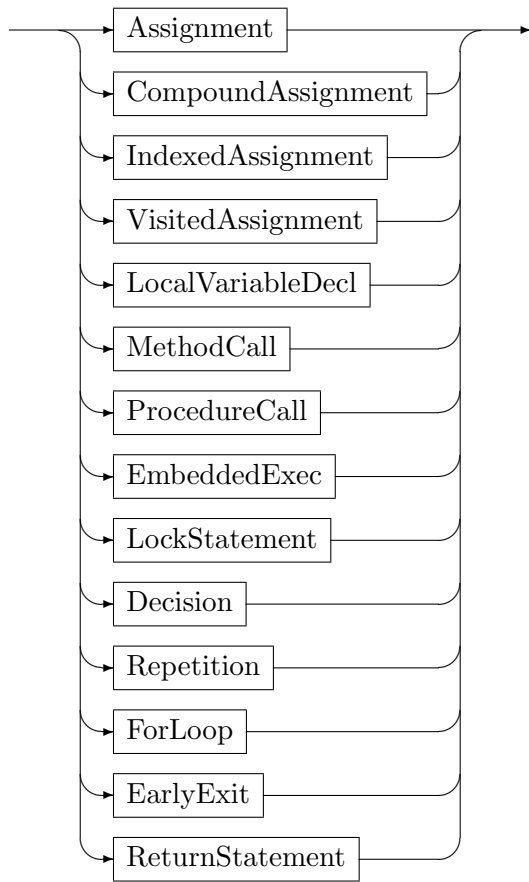 Assignment
CompoundAssignment
IndexedAssignment
VisitedAssignment
LocalVariableDecl
MethodCall
ProcedureCall
EmbeddedExec
LockStatement
Decision
Repetition
ForLoop
EarlyExit
ReturnStatement